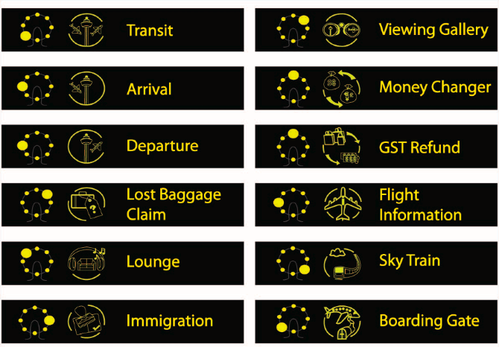 Transit
Arrival
Departure
Lost Baggage
Claim
Lounge
Immigration
Viewing Gallery
Money Changer
GST Refund
Flight
Information
Sky Train
Boarding Gate